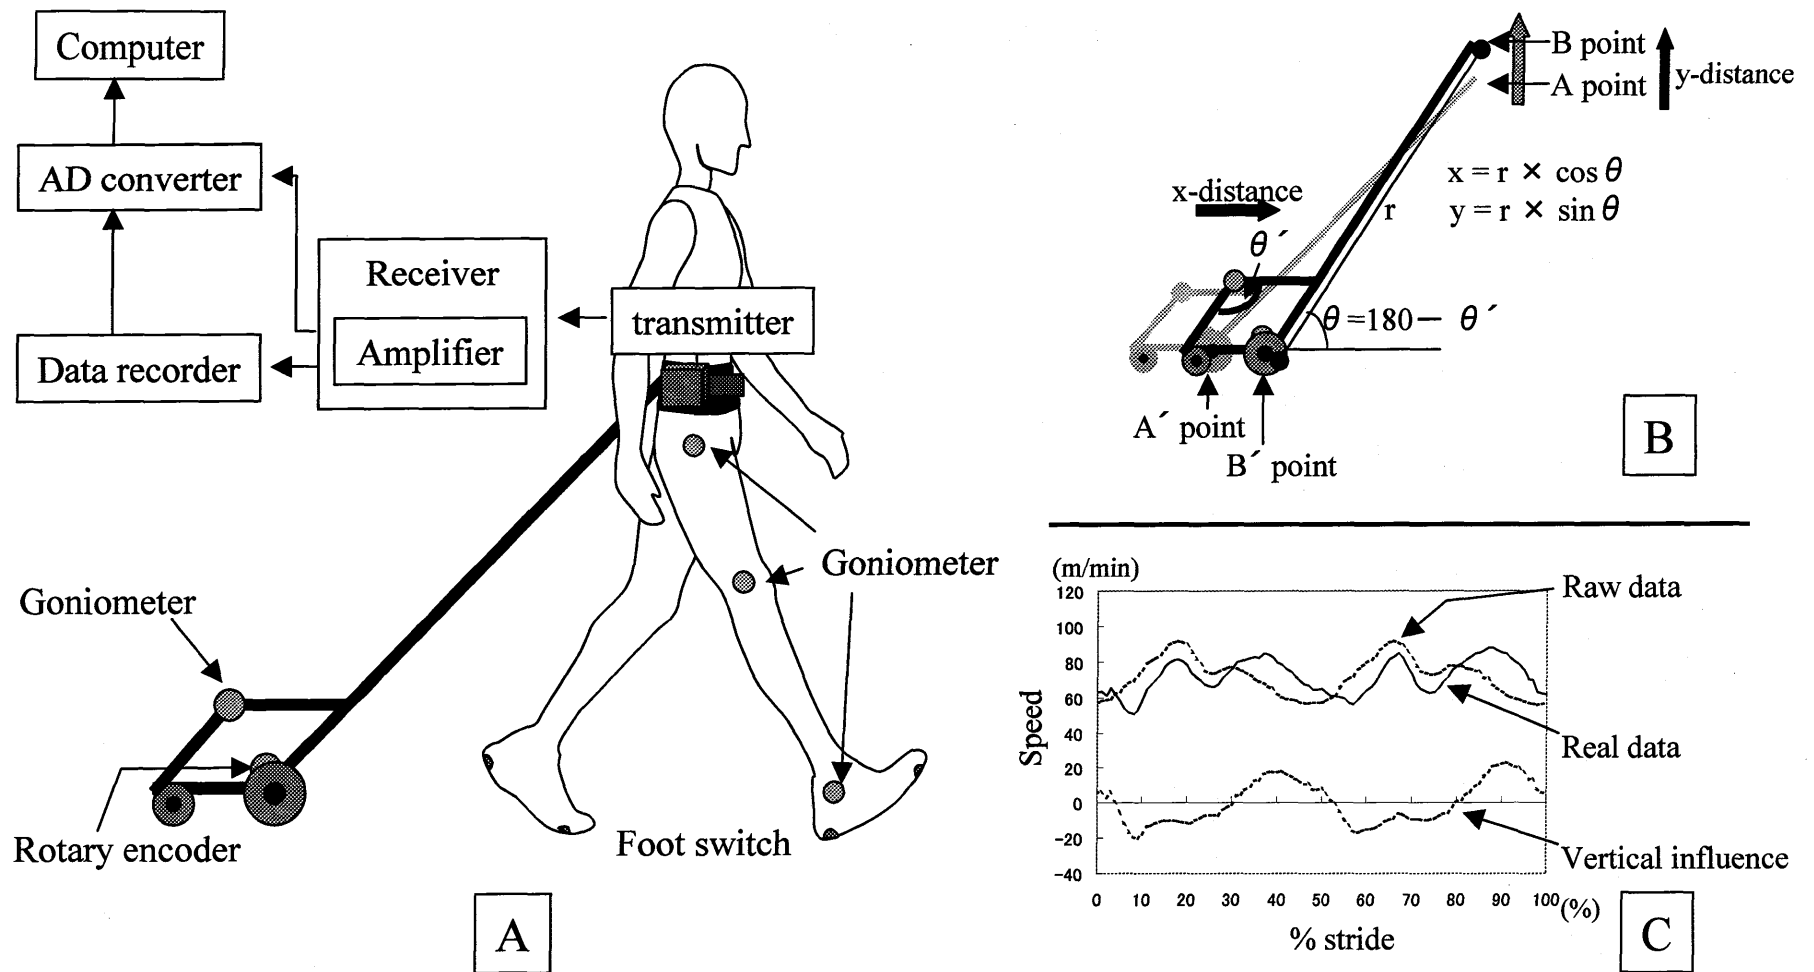 Computer
AD converter
Receiver
Amplifier
transmitter
Data recorder
Goniometer
Goniometer
Rotary encoder
Foot switch
A
B point
A point
y-distance
x = r × cos θ
y = r × sin θ
x-distance
r
θ´
θ =180－ θ´
A´ point
B´ point
B
(m/min)
120
100
80
60
40
20
0
-20
-40
Speed
0 10 20 30 40 50 60 70 80 90 100 (%)
% stride
Raw data
Real data
Vertical influence
C